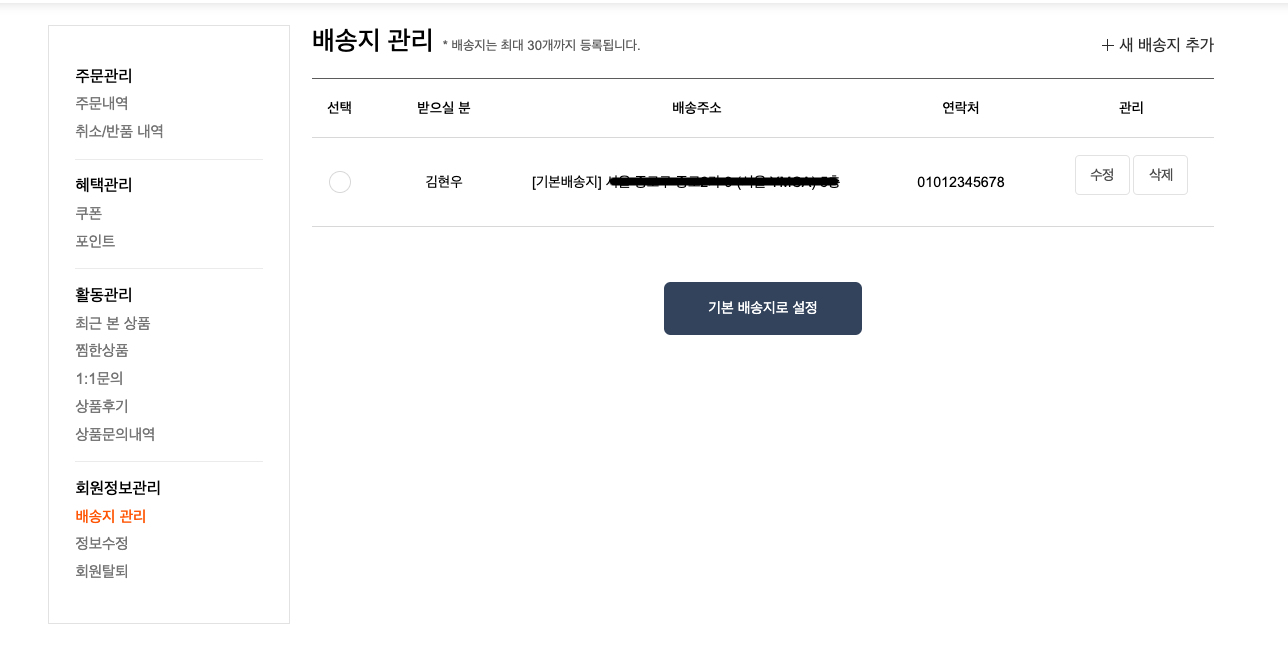 주문관리
주문내역
취소/반품 내역
혜택관리
쿠폰
포인트
활동관리
최근 본 상품
찜한상품
1:1문의
상품후기
상품문의내역
회원정보관리
배송지 관리
정보수정
회원탈퇴
배송지 관리 * 배송지는 최대 30개까지 등록됩니다. + 새 배송지 추가
선택 받으실 분 배송주소 연락처 관리
김현우 [기본배송지] 01012345678 수정 삭제
기본 배송지로 설정